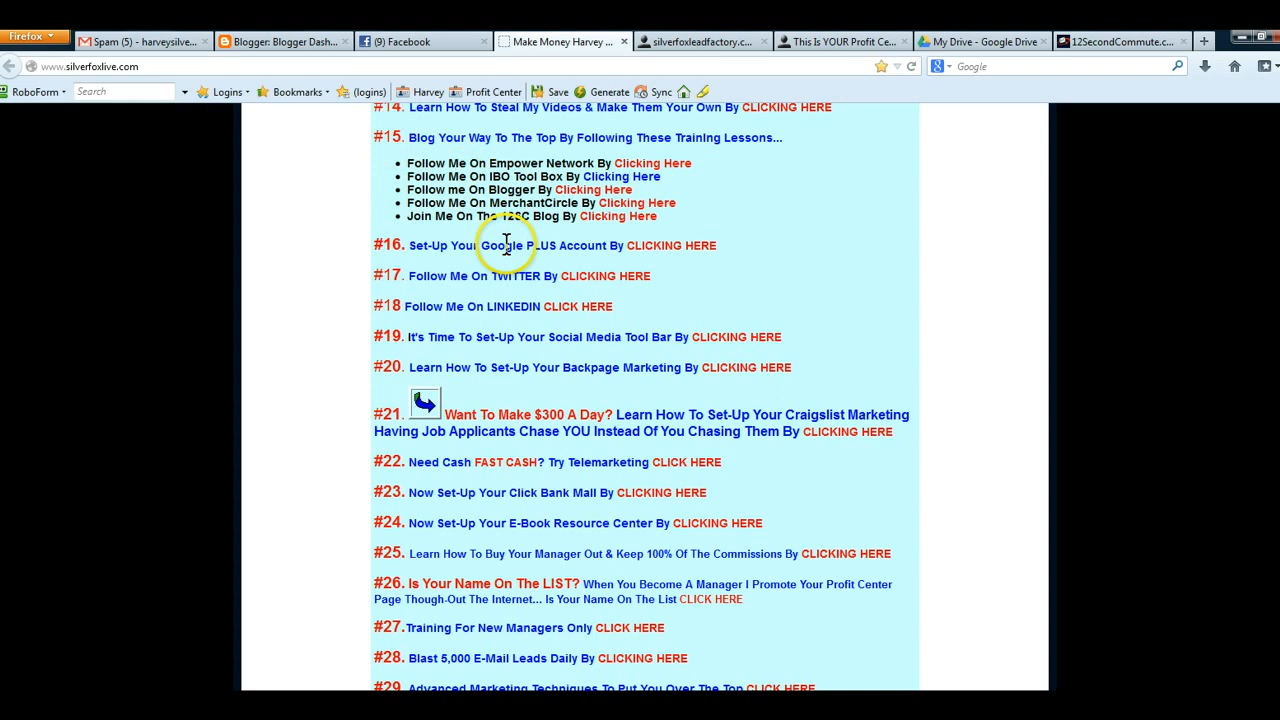 Firefox
Spam (5) - harveysilve...
Blogger: Blogger Dash...
(9) Facebook
Make Money Harvey ...
silverfoxleadfactory.c...
This Is YOUR Profit Ce...
My Drive - Google Drive
12SecondCommute.c...
www.silverfoxlive.com
Google
RoboForm
Search
Logins
Bookmarks
(logins)
Harvey
Profit Center
Save
Generate
Sync
#14. Learn How To Steal My Videos & Make Them Your Own By CLICKING HERE
#15. Blog Your Way To The Top By Following These Training Lessons...
• Follow Me On Empower Network By Clicking Here
• Follow Me On IBO Tool Box By Clicking Here
• Follow me On Blogger By Clicking Here
• Follow Me On MerchantCircle By Clicking Here
• Join Me On The 12SC Blog By Clicking Here
#16. Set-Up Your Google PLUS Account By CLICKING HERE
#17. Follow Me On TWITTER By CLICKING HERE
#18 Follow Me On LINKEDIN CLICK HERE
#19. It's Time To Set-Up Your Social Media Tool Bar By CLICKING HERE
#20. Learn How To Set-Up Your Backpage Marketing By CLICKING HERE
#21. Want To Make $300 A Day? Learn How To Set-Up Your Craigslist Marketing
Having Job Applicants Chase YOU Instead Of You Chasing Them By CLICKING HERE
#22. Need Cash FAST CASH? Try Telemarketing CLICK HERE
#23. Now Set-Up Your Click Bank Mall By CLICKING HERE
#24. Now Set-Up Your E-Book Resource Center By CLICKING HERE
#25. Learn How To Buy Your Manager Out & Keep 100% Of The Commissions By CLICKING HERE
#26. Is Your Name On The LIST? When You Become A Manager I Promote Your Profit Center
Page Though-Out The Internet... Is Your Name On The List CLICK HERE
#27. Training For New Managers Only CLICK HERE
#28. Blast 5,000 E-Mail Leads Daily By CLICKING HERE
#29 Advanced Marketing Techniques To Put You Over The Top CLICK HERE